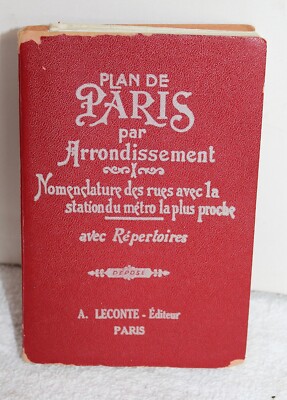 PLAN DE
PARIS
par
Arrondissement
Nomenclature des rues avec la
station du métro la plus proche
avec Répertoires
DÉPOSÉ
A. LECONTE - Éditeur
PARIS